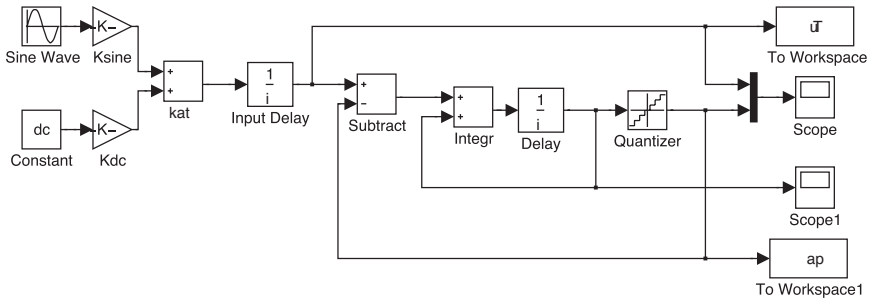 K–
Sine Wave
Ksine
dc
Constant
K–
Kdc
+
+
kat
1
i
Input Delay
+
–
Subtract
+
+
Integr
1
i
Delay
Quantizer
uT
To Workspace
Scope
Scope1
ap
To Workspace1